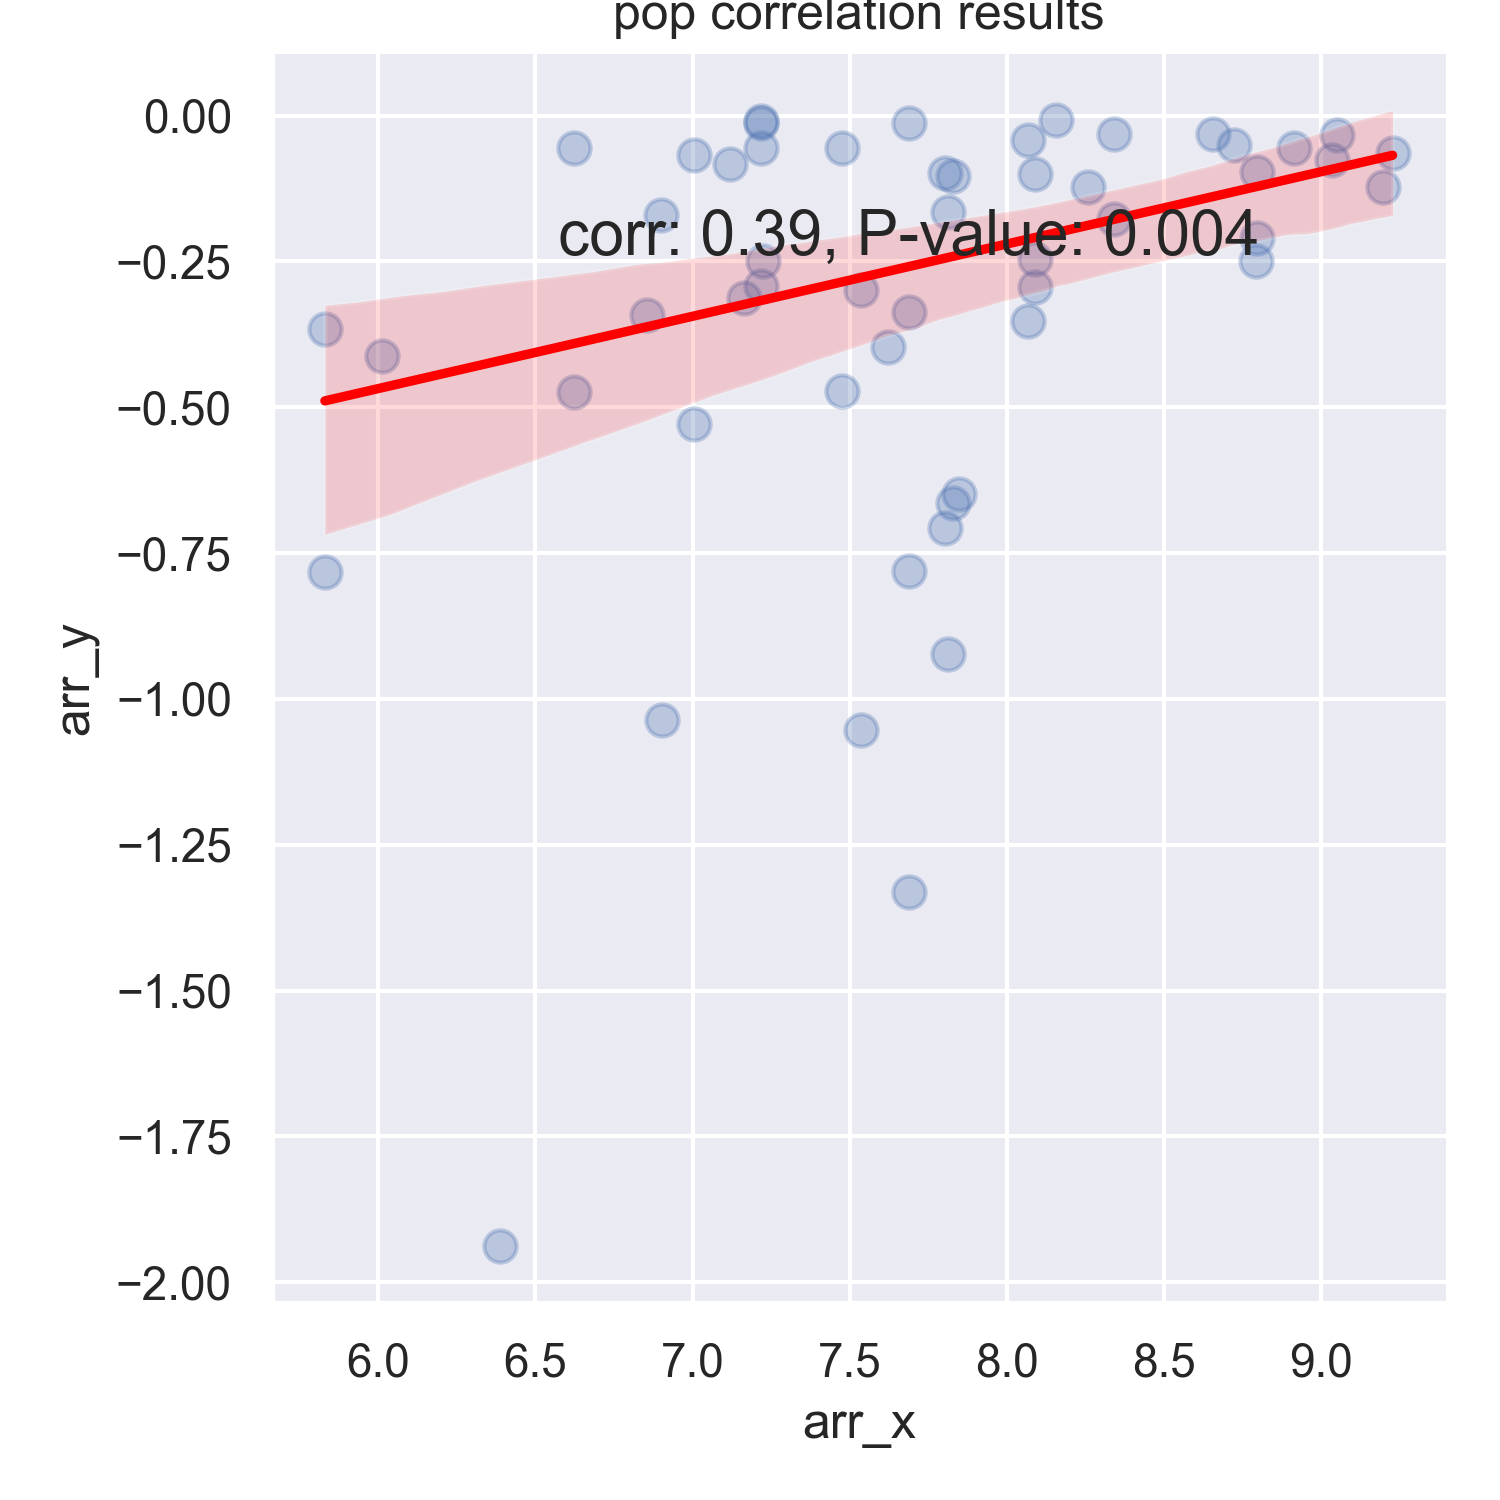 pop correlation results
0.00
corr: 0.39, P-value: 0.004
−0.25
−0.50
−0.75
arr_y
−1.00
−1.25
−1.50
−1.75
−2.00
6.0 6.5 7.0 7.5 8.0 8.5 9.0
arr_x